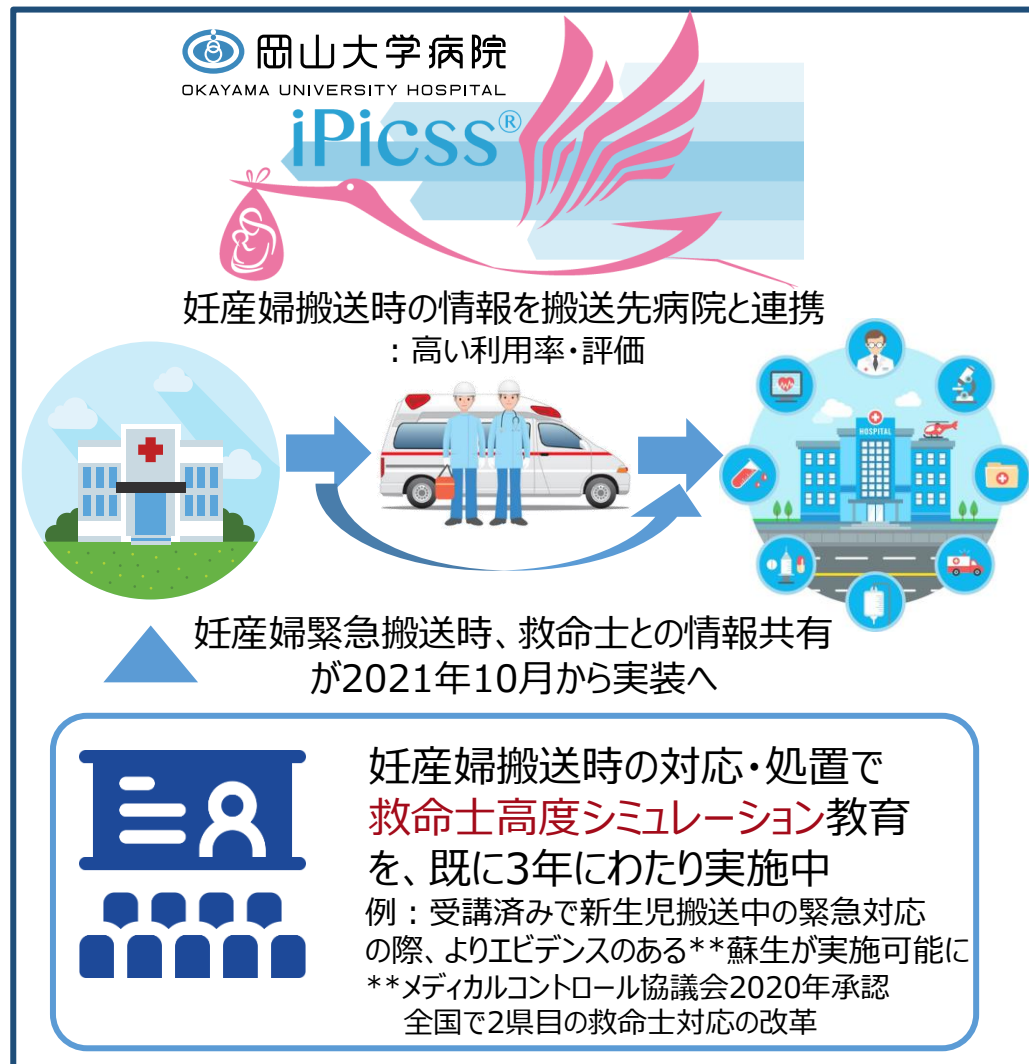 岡山大学病院
OKAYAMA UNIVERSITY HOSPITAL
iPicss®
妊産婦搬送時の情報を搬送先病院と連携
：高い利用率・評価
HOSPITAL
妊産婦緊急搬送時、救命士との情報共有
が2021年10月から実装へ
妊産婦搬送時の対応・処置で
救命士高度シミュレーション教育
を、既に3年にわたり実施中
例：受講済みで新生児搬送中の緊急対応
の際、よりエビデンスのある**蘇生が実施可能に
**メディカルコントロール協議会2020年承認
全国で2県目の救命士対応の改革